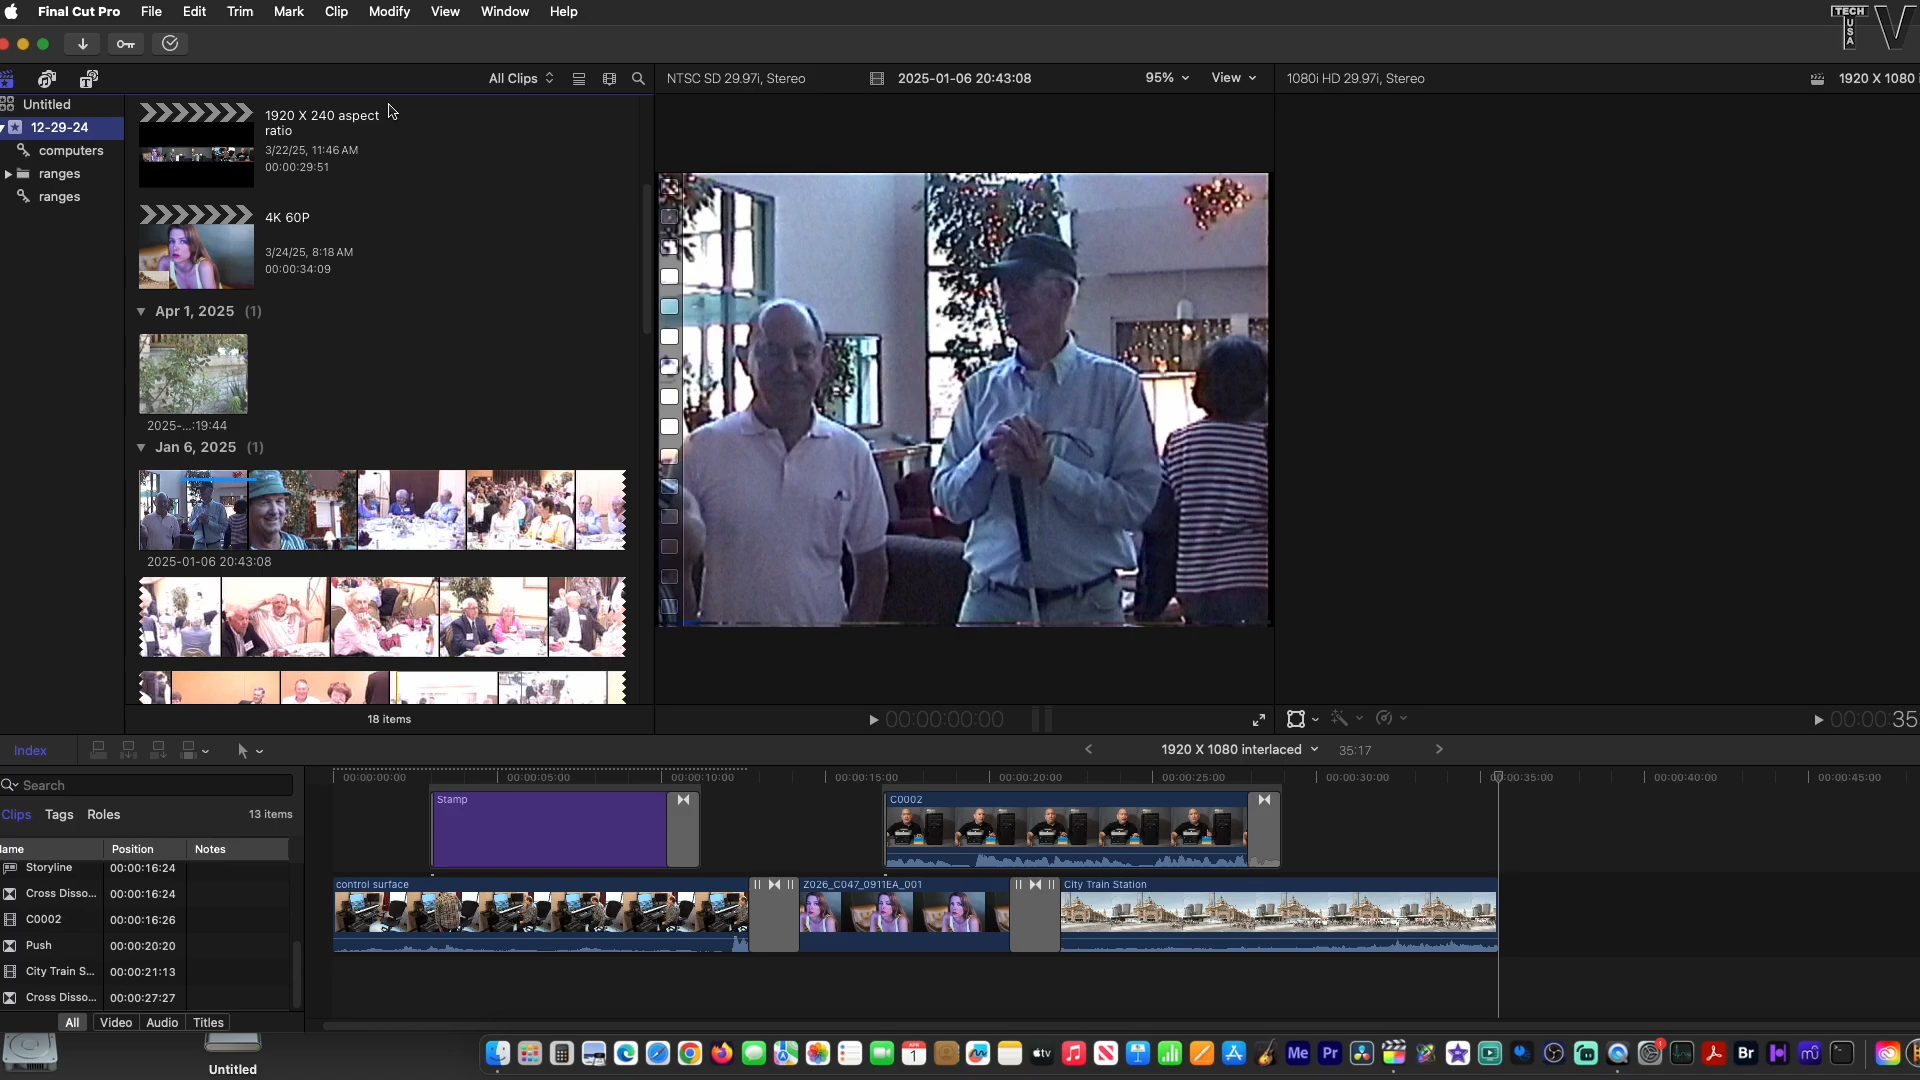 Final Cut Pro File Edit Trim Mark Clip Modify View Window Help
TECH
USA
TV
All Clips
NTSC SD 29.97i, Stereo
2025-01-06 20:43:08
95%
View
1080i HD 29.97i, Stereo
1920 X 1080
Untitled
12-29-24
computers
ranges
ranges
1920 X 240 aspect
ratio
3/22/25, 11:46 AM
00:00:29:51
4K 60P
3/24/25, 8:18 AM
00:00:34:09
Apr 1, 2025 (1)
2025-...:19:44
Jan 6, 2025 (1)
2025-01-06 20:43:08
18 items
00:00:00:00
00:00:35
Index
1920 X 1080 interlaced
35:17
Search
Clips Tags Roles
13 items
ame Position Notes
Storyline 00:00:16:24
Cross Disso... 00:00:16:24
C0002 00:00:16:26
Push 00:00:20:20
City Train S... 00:00:21:13
Cross Disso... 00:00:27:27
All Video Audio Titles
00:00:00:00 00:00:05:00 00:00:10:00 00:00:15:00 00:00:20:00 00:00:25:00 00:00:30:00 00:00:35:00 00:00:40:00 00:00:45:00
Stamp
C0002
control surface
Z026_C047_0911EA_001
City Train Station
Untitled
APR
1
tv
Me
Pr
1
Br